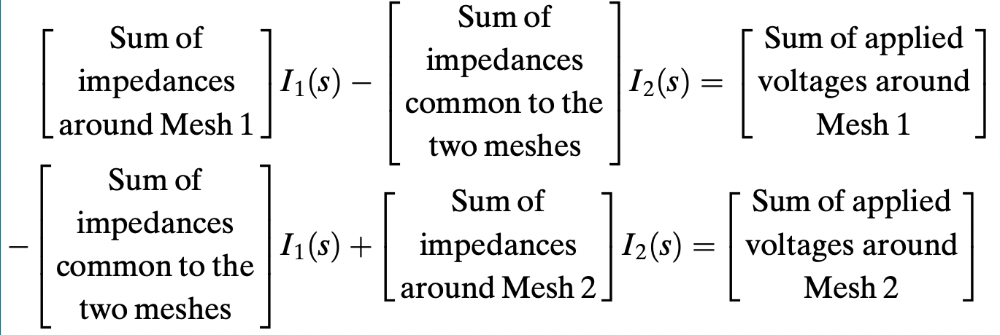 [Sum of impedances around Mesh 1] I₁(s) − [Sum of impedances common to the two meshes] I₂(s) = [Sum of applied voltages around Mesh 1]
− [Sum of impedances common to the two meshes] I₁(s) + [Sum of impedances around Mesh 2] I₂(s) = [Sum of applied voltages around Mesh 2]